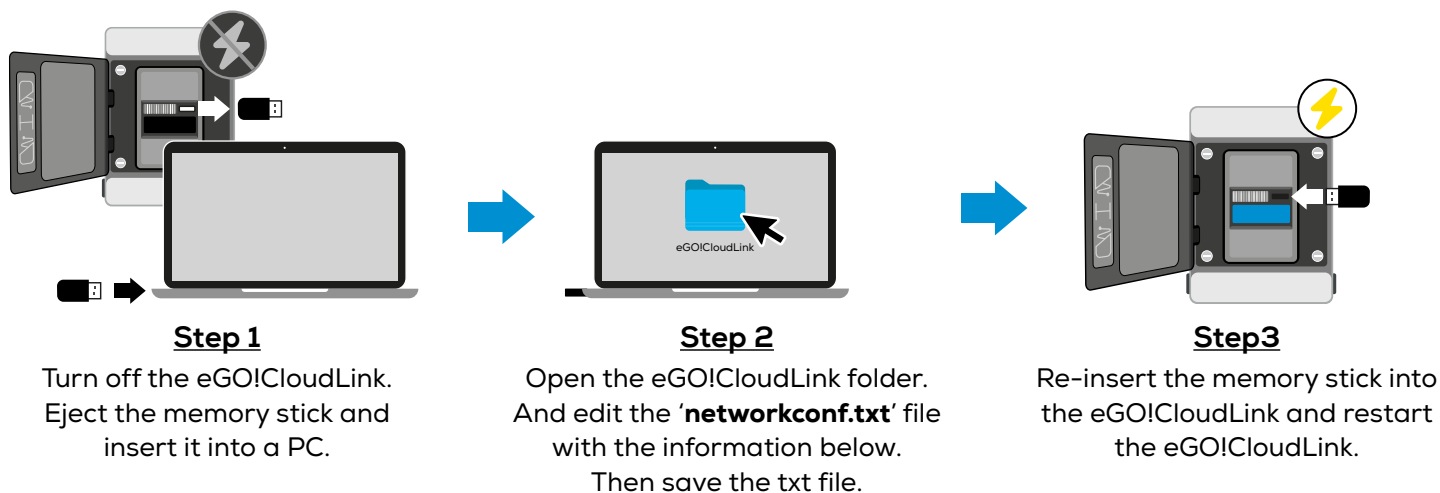 eGO!CloudLink
Step 1
Turn off the eGO!CloudLink.
Eject the memory stick and
insert it into a PC.
Step 2
Open the eGO!CloudLink folder.
And edit the ‘networkconf.txt’ file
with the information below.
Then save the txt file.
Step3
Re-insert the memory stick into
the eGO!CloudLink and restart
the eGO!CloudLink.